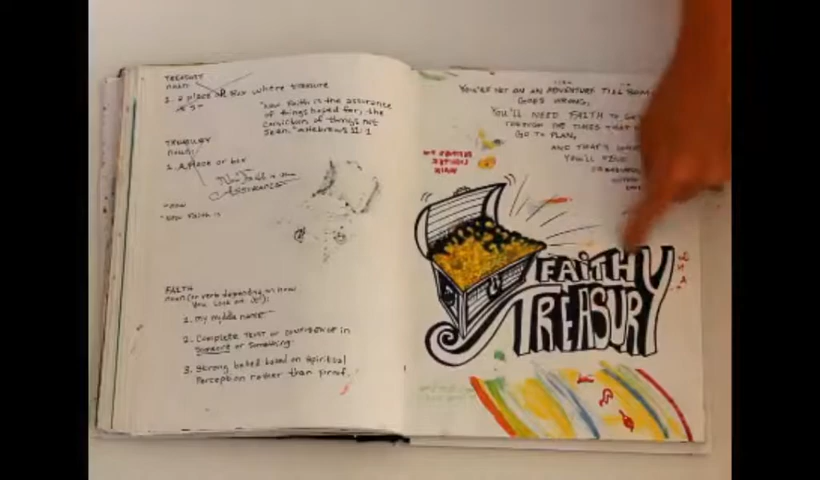 TREASURY
noun:
1. a place or box where treasure
"Now faith is the assurance
of things hoped for, the
conviction of things not
seen." Hebrews 11:1
TREASURY
noun:
1. A place or box
Now Faith is the
Assurance
"Now
"Now Faith is
FAITH
noun (or verb depending on how
you look at it):
1. my middle name
2. Complete TRUST or confidence in
someone or something.
3. Strong belief based on spiritual
perception rather than proof.
YOU'RE NOT ON AN ADVENTURE TILL
GOES WRONG.
YOU'LL NEED FAITH TO GET
THROUGH THE TIMES THAT
GO TO PLAN,
AND THAT'S
YOU'LL FIND
FAITHY
TREASURY